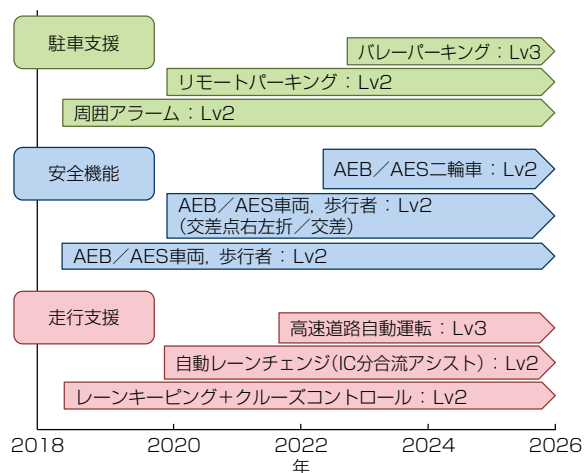 駐車支援
バレーパーキング：Lv3
リモートパーキング：Lv2
周囲アラーム：Lv2
安全機能
AEB／AES二輪車：Lv2
AEB／AES車両，歩行者：Lv2
（交差点右左折／交差）
AEB／AES車両，歩行者：Lv2
走行支援
高速道路自動運転：Lv3
自動レーンチェンジ（IC分合流アシスト）：Lv2
レーンキーピング＋クルーズコントロール：Lv2
2018 2020 2022 2024 2026
年